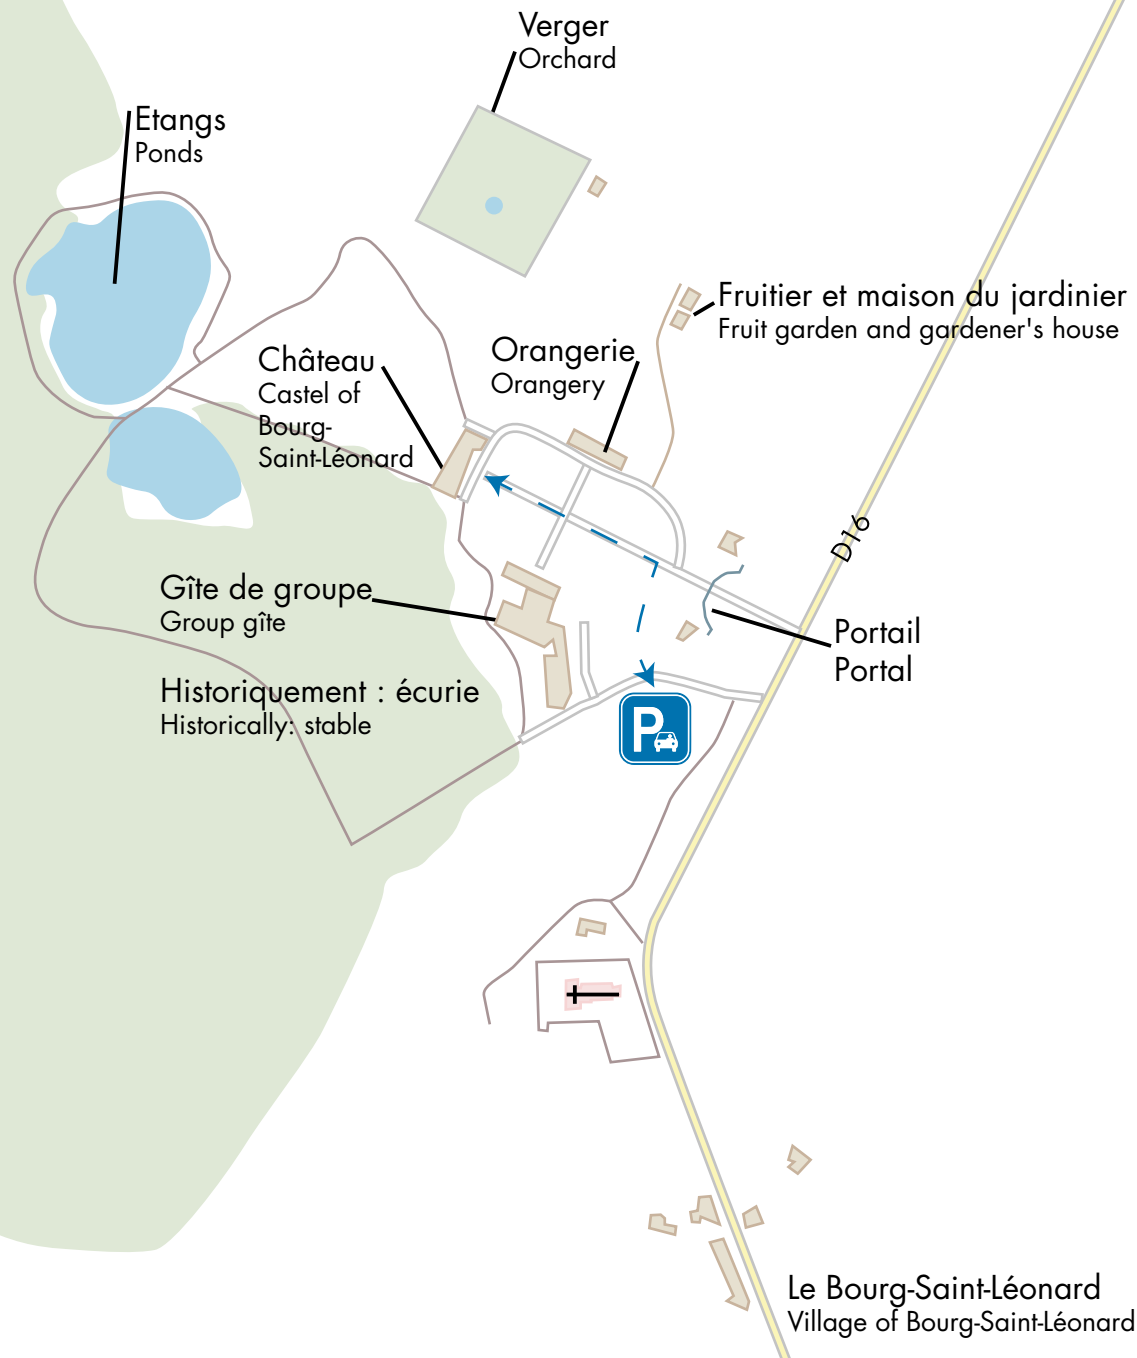 Verger
Orchard
Etangs
Ponds
Fruitier et maison du jardinier
Fruit garden and gardener's house
Château
Castel of
Bourg-
Saint-Léonard
Orangerie
Orangery
D16
Gîte de groupe
Group gîte
Portail
Portal
Historiquement : écurie
Historically: stable
P
Le Bourg-Saint-Léonard
Village of Bourg-Saint-Léonard